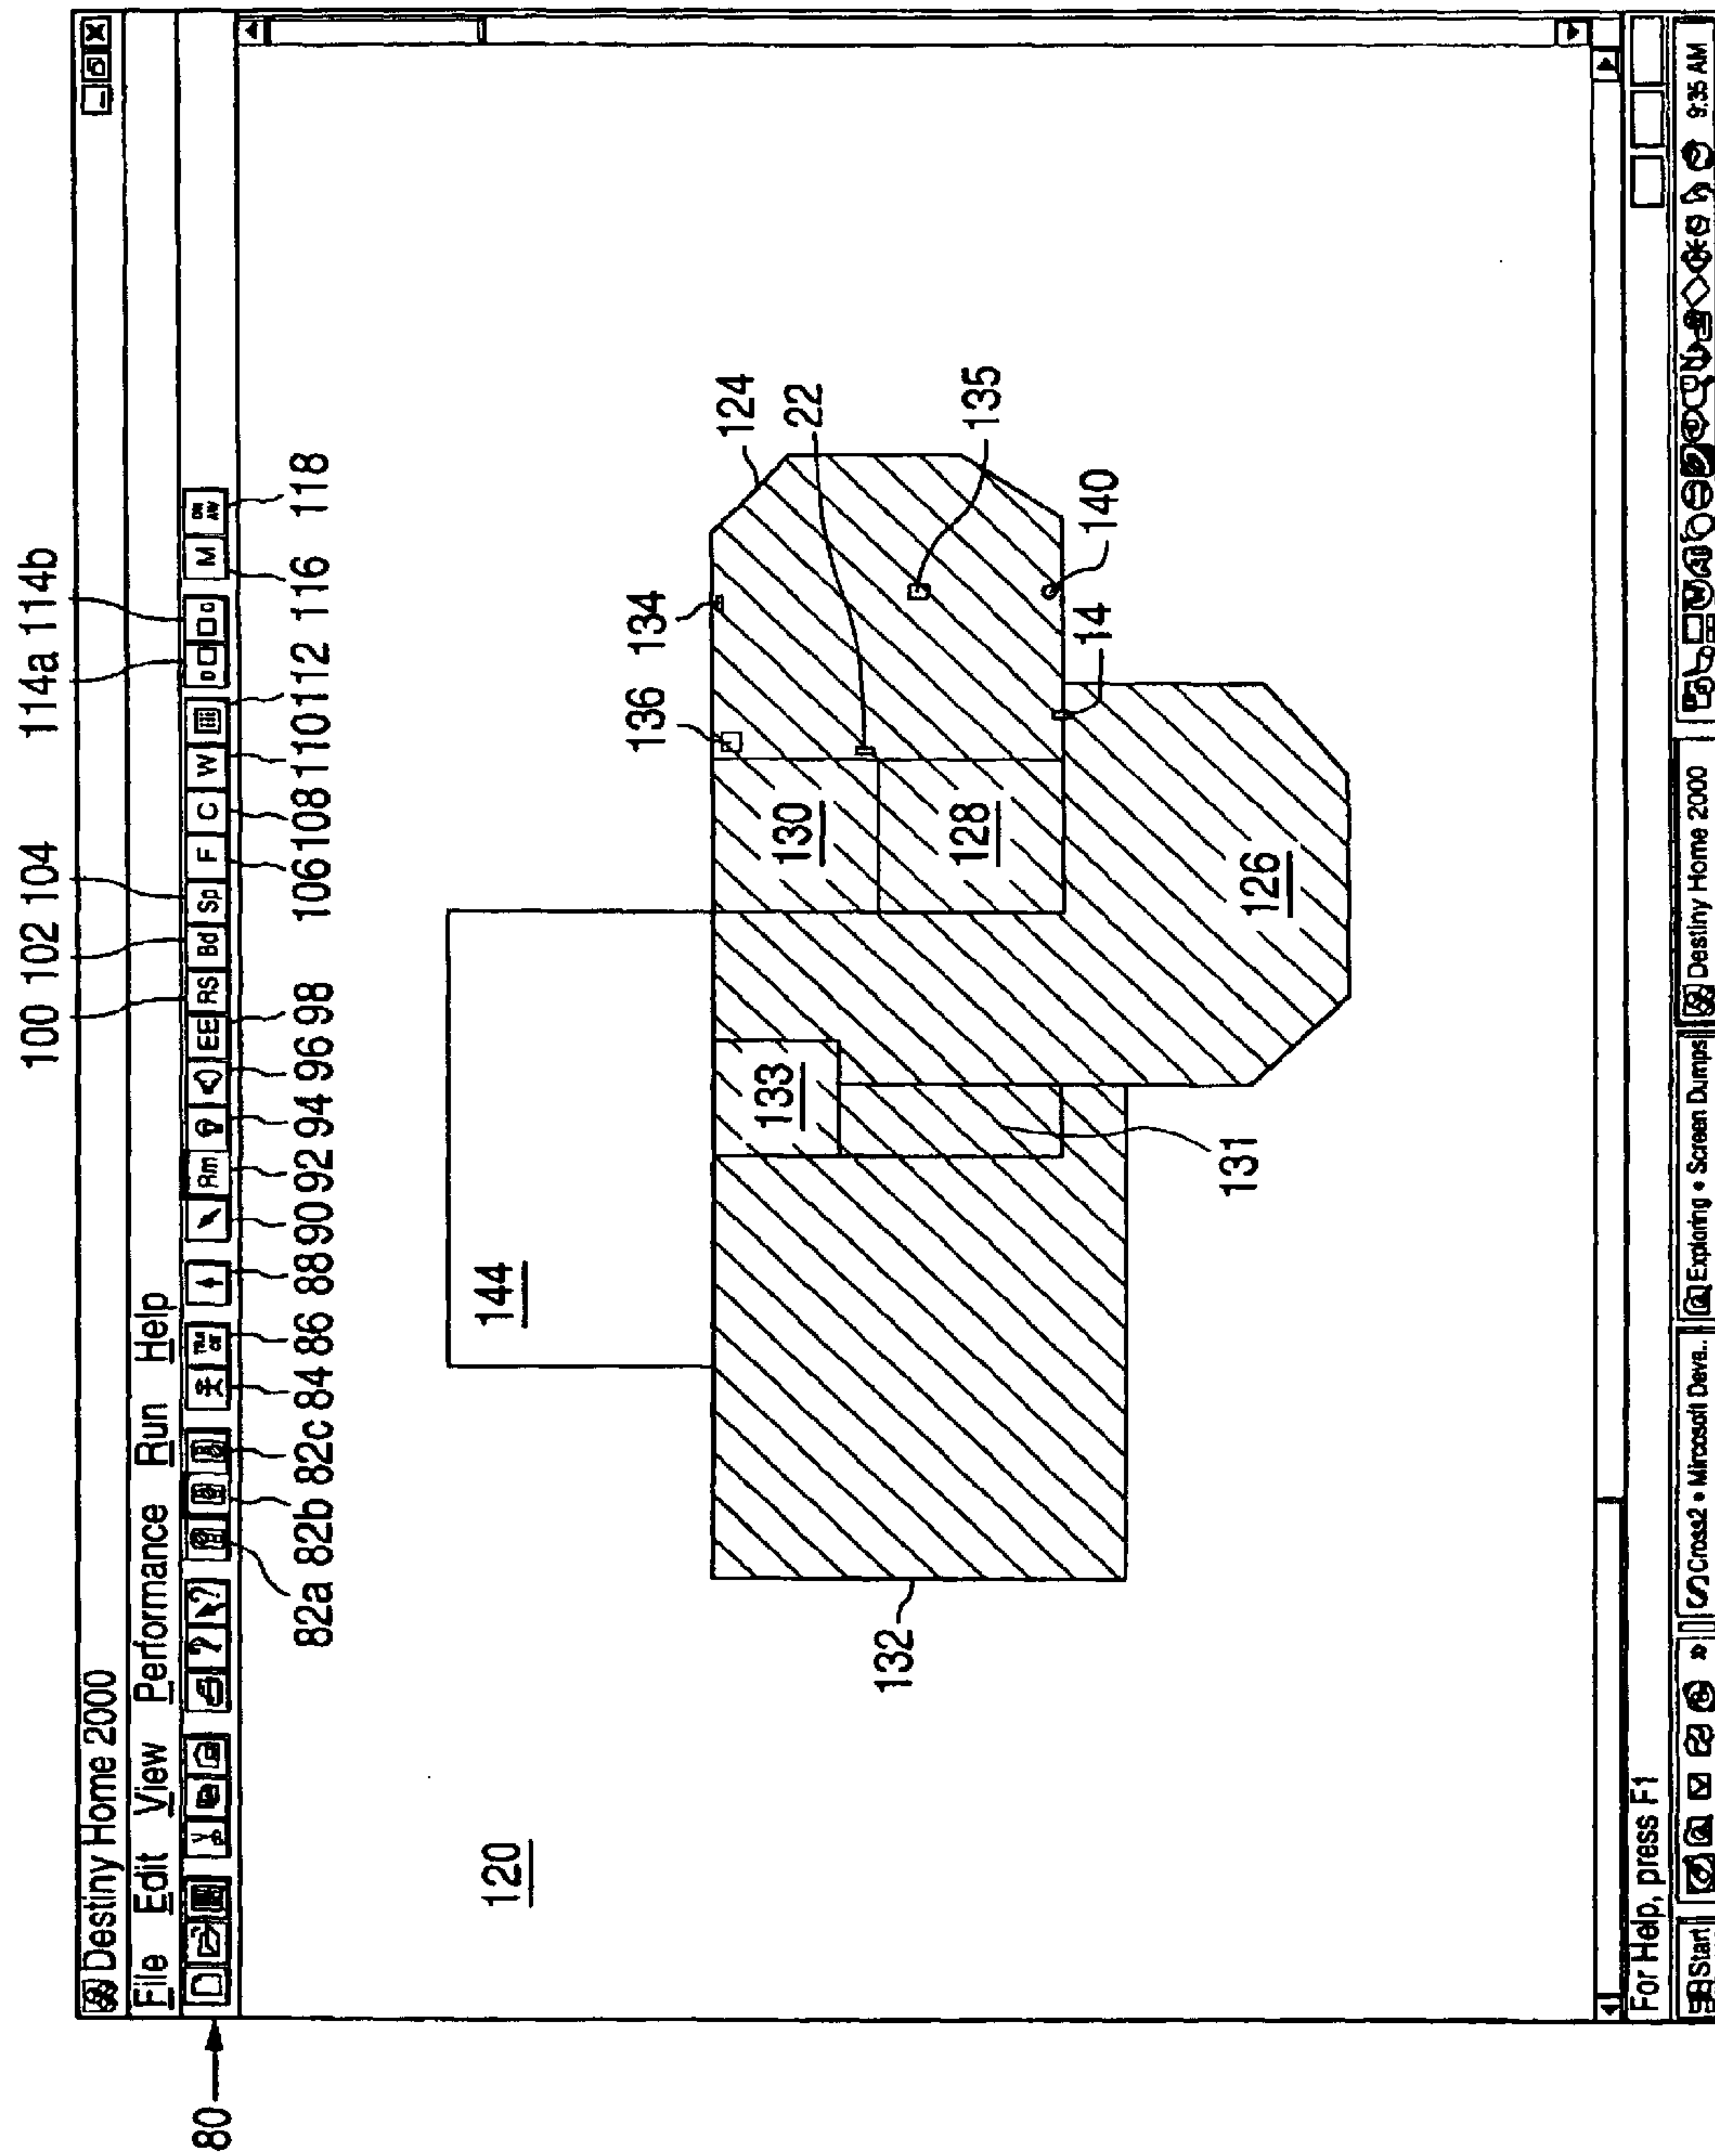 100 102 104 114a 114b
Destiny Home 2000
File Edit View Performance Run Help
80
Rm EE RS Bd Sp F C W M
82a 82b 82c 84 86 88 90 92 94 96 98 106 108 110 112 116 118
144
120
136 134
124
22
130
128
133
135
140
14
126
131
132
For Help, press F1
Start
Cross2 • Mircosoft Deve..
Exploring • Screen Dumps
Destiny Home 2000
9:35 AM